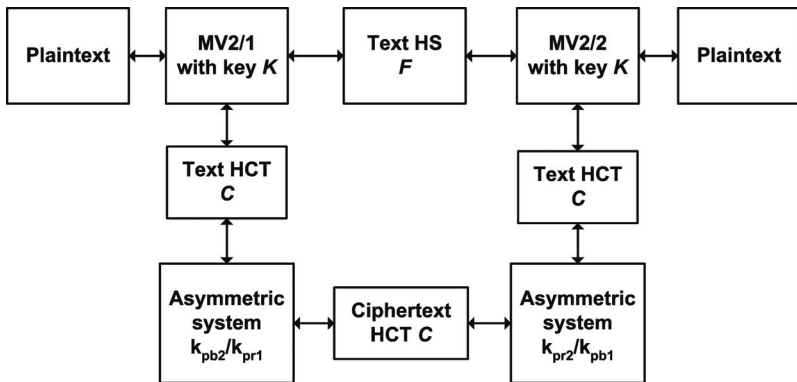 Plaintext
MV2/1
with key K
Text HS
F
MV2/2
with key K
Plaintext
Text HCT
C
Text HCT
C
Asymmetric
system
kpb2/kpr1
Ciphertext
HCT C
Asymmetric
system
kpr2/kpb1